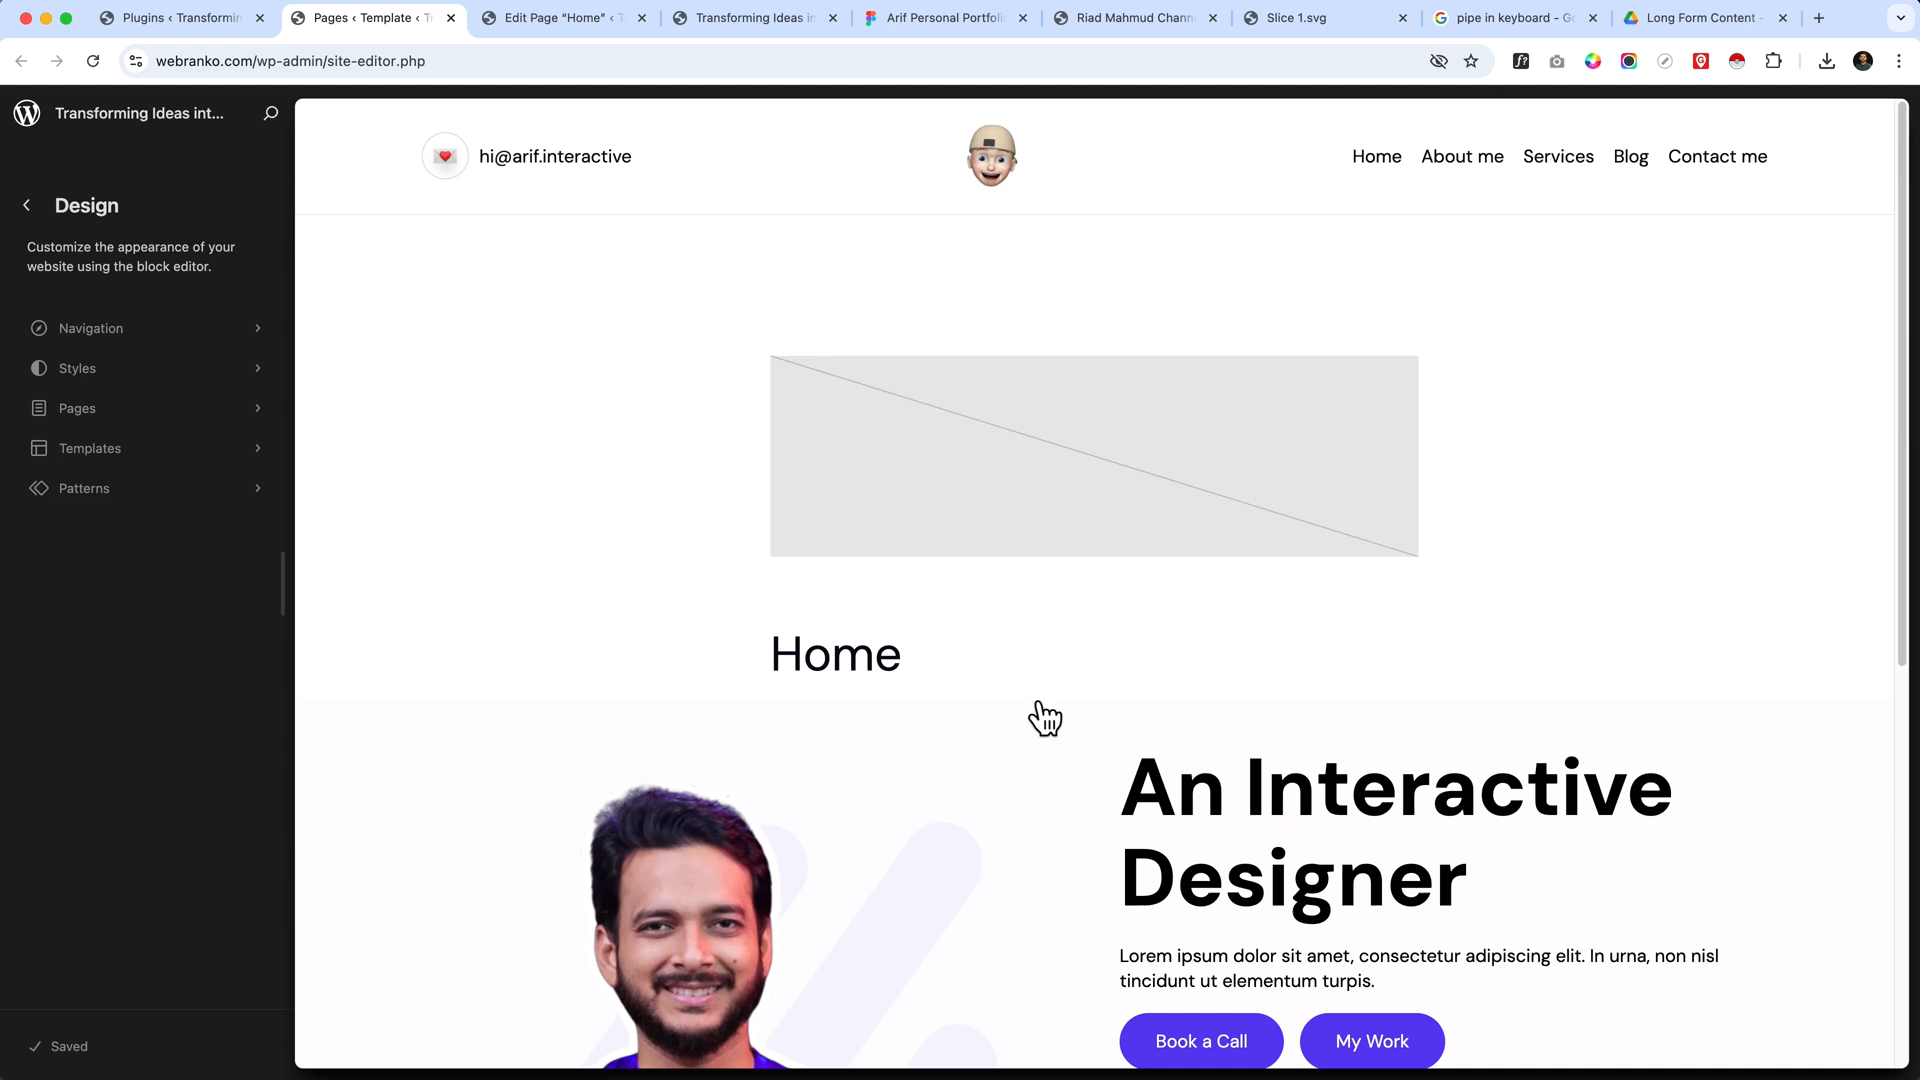 Plugins ‹ Transformin
Pages ‹ Template ‹ Tr
Edit Page “Home” ‹ T
Transforming Ideas in
Arif Personal Portfoli
Riad Mahmud Chann
Slice 1.svg
pipe in keyboard - Go
Long Form Content -
webranko.com/wp-admin/site-editor.php
Transforming Ideas int...
Design
Customize the appearance of your
website using the block editor.
Navigation
Styles
Pages
Templates
Patterns
Saved
hi@arif.interactive
Home About me Services Blog Contact me
Home
An Interactive
Designer
Lorem ipsum dolor sit amet, consectetur adipiscing elit. In urna, non nisl
tincidunt ut elementum turpis.
Book a Call
My Work